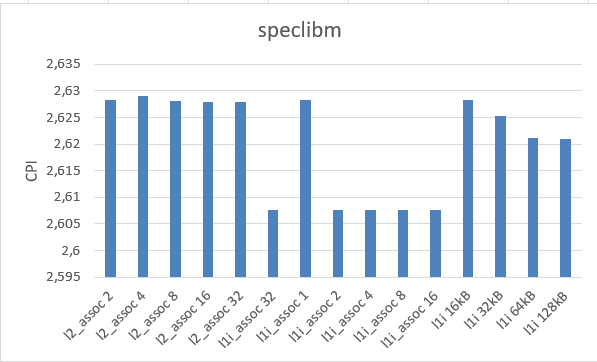 speclibm
2,635
2,63
2,625
2,62
2,615
2,61
2,605
2,6
2,595
CPI
l2_assoc 2
l2_assoc 4
l2_assoc 8
l2_assoc 16
l2_assoc 32
l1i_assoc 32
l1i_assoc 1
l1i_assoc 2
l1i_assoc 4
l1i_assoc 8
l1i_assoc 16
l1i 16kB
l1i 32kB
l1i 64kB
l1i 128kB